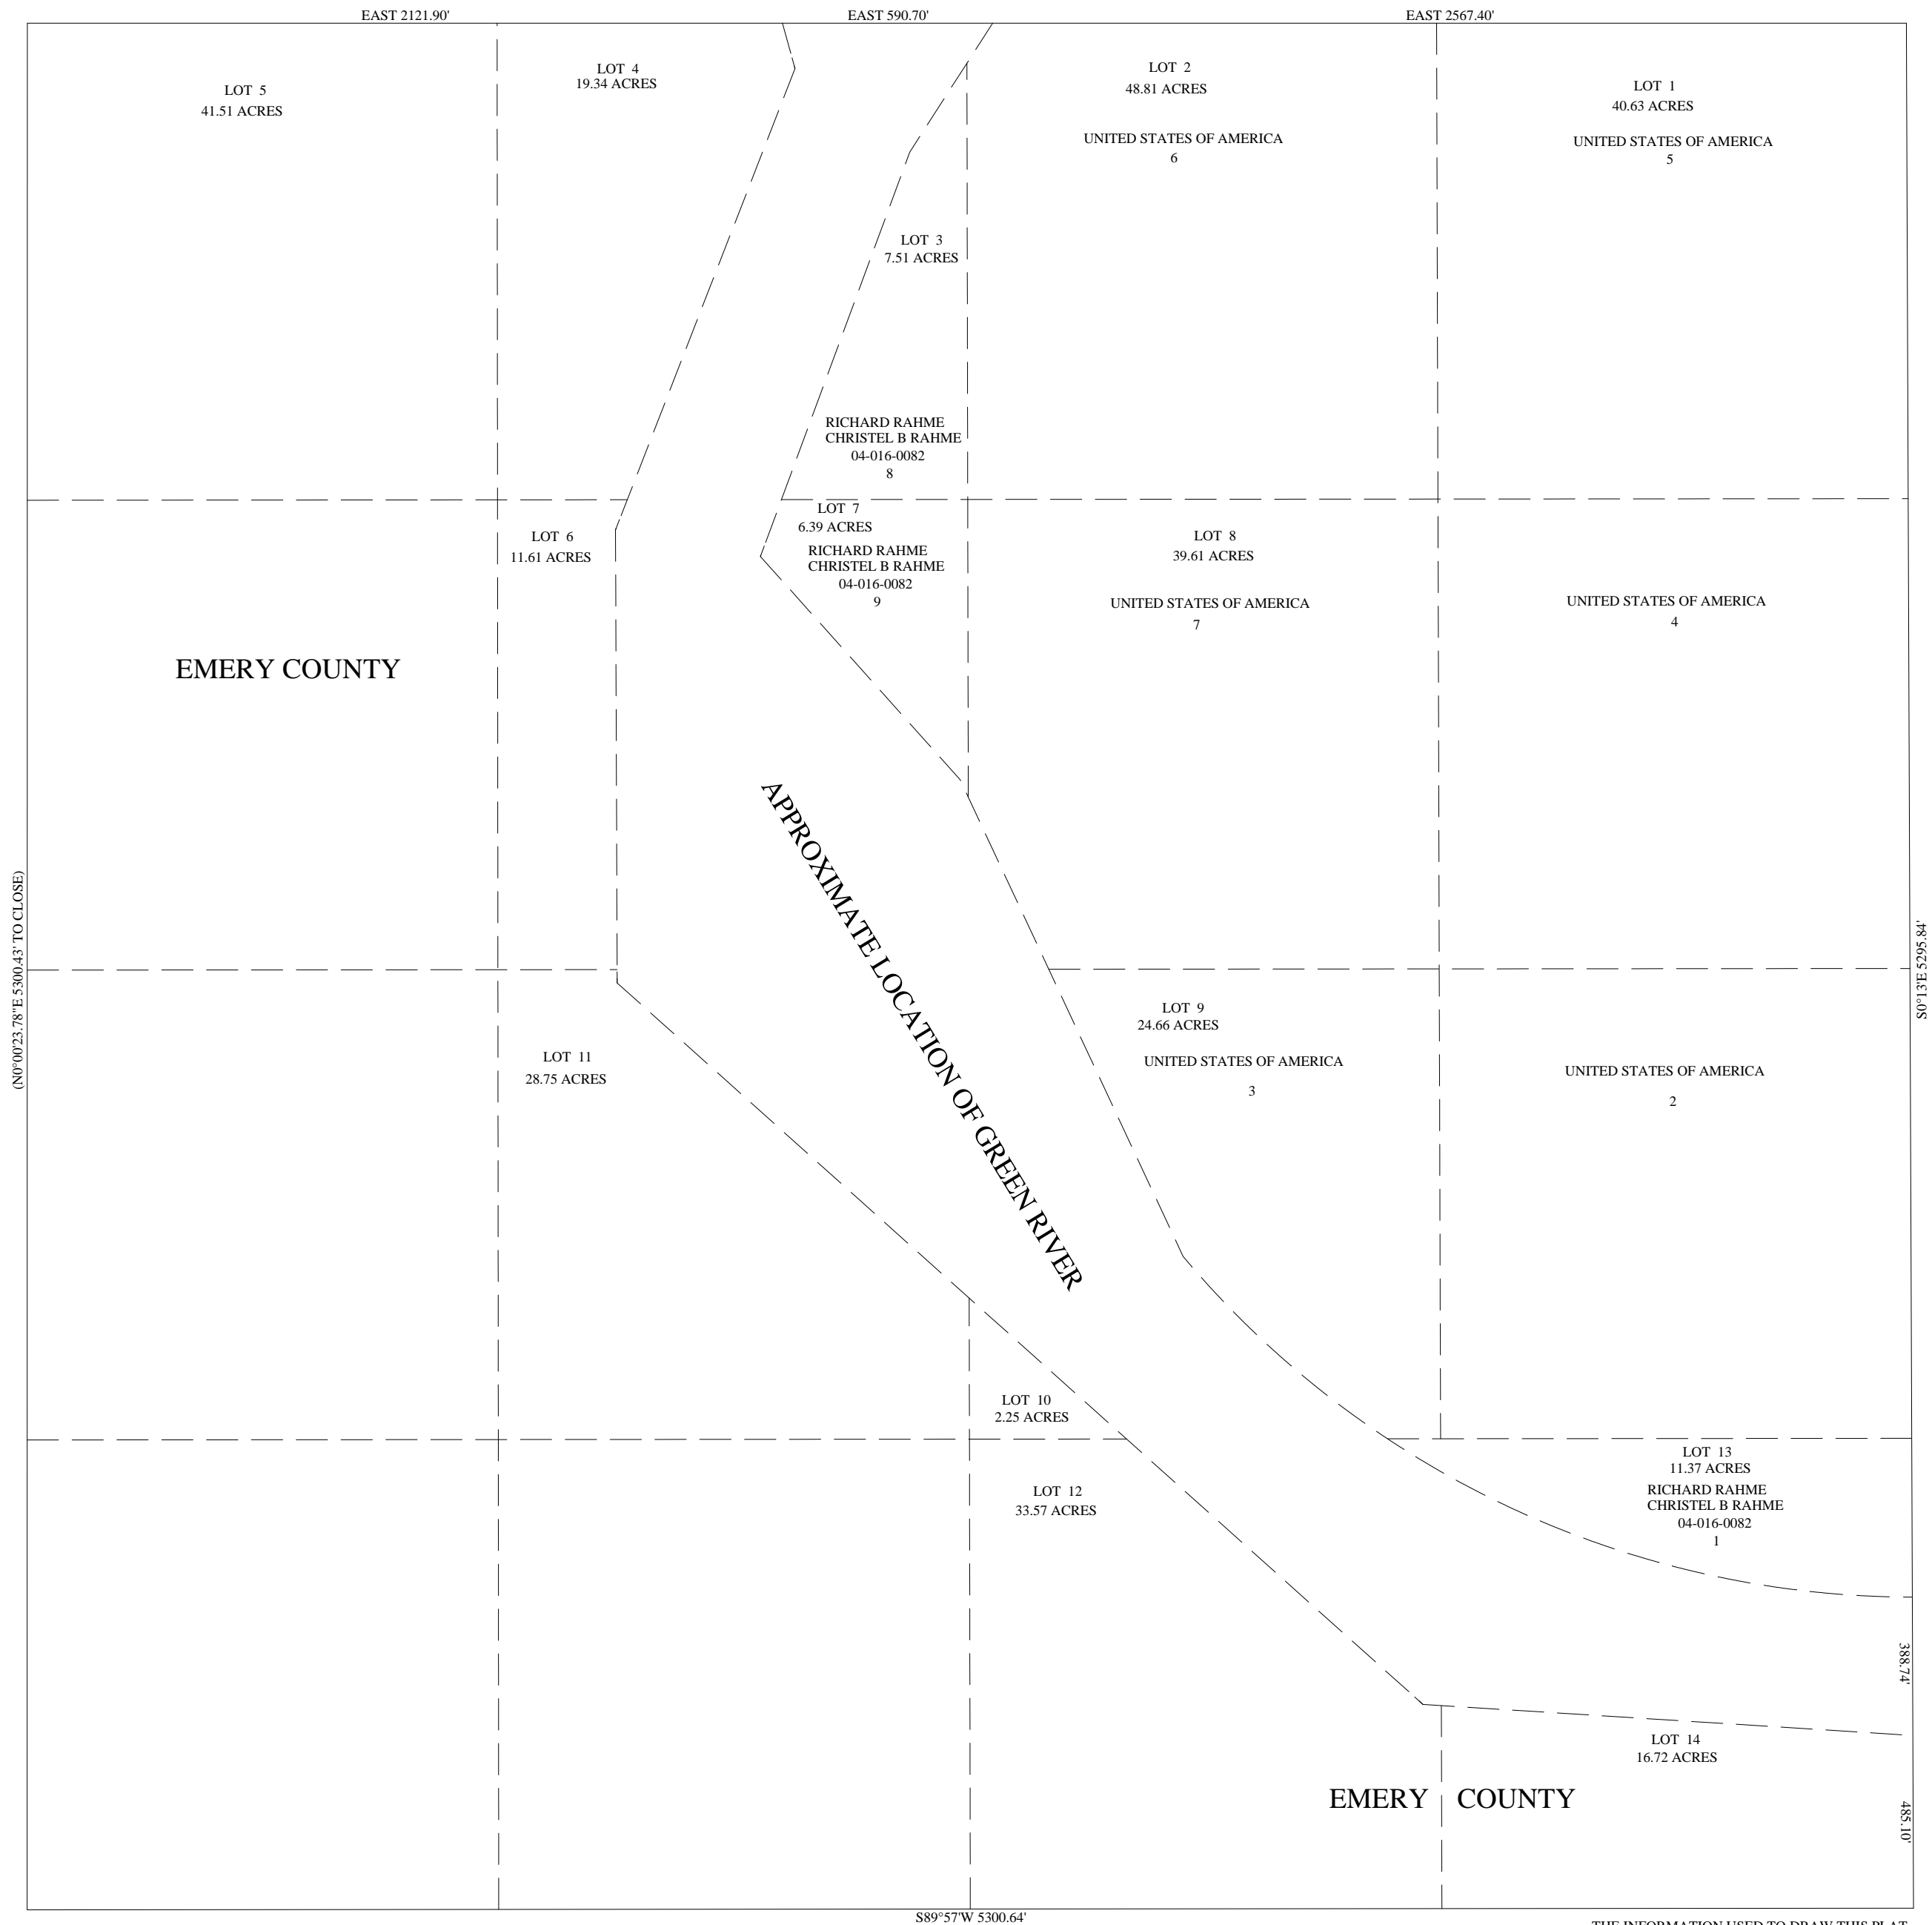 EAST 2121.90'
EAST 590.70'
EAST 2567.40'
LOT 5
41.51 ACRES
LOT 4
19.34 ACRES
LOT 2
48.81 ACRES
UNITED STATES OF AMERICA
6
LOT 1
40.63 ACRES
UNITED STATES OF AMERICA
5
LOT 3
7.51 ACRES
RICHARD RAHME
CHRISTEL B RAHME
04-016-0082
8
LOT 6
11.61 ACRES
LOT 7
6.39 ACRES
RICHARD RAHME
CHRISTEL B RAHME
04-016-0082
9
LOT 8
39.61 ACRES
UNITED STATES OF AMERICA
7
UNITED STATES OF AMERICA
4
EMERY COUNTY
APPROXIMATE LOCATION OF GREEN RIVER
(N0°00'23.78"E 5300.43' TO CLOSE)
S0°13'E 5295.84'
LOT 11
28.75 ACRES
LOT 9
24.66 ACRES
UNITED STATES OF AMERICA
3
UNITED STATES OF AMERICA
2
LOT 10
2.25 ACRES
LOT 12
33.57 ACRES
LOT 13
11.37 ACRES
RICHARD RAHME
CHRISTEL B RAHME
04-016-0082
1
388.74'
LOT 14
16.72 ACRES
EMERY COUNTY
485.10'
S89°57'W 5300.64'
THE INFORMATION USED TO DRAW THIS PLAT